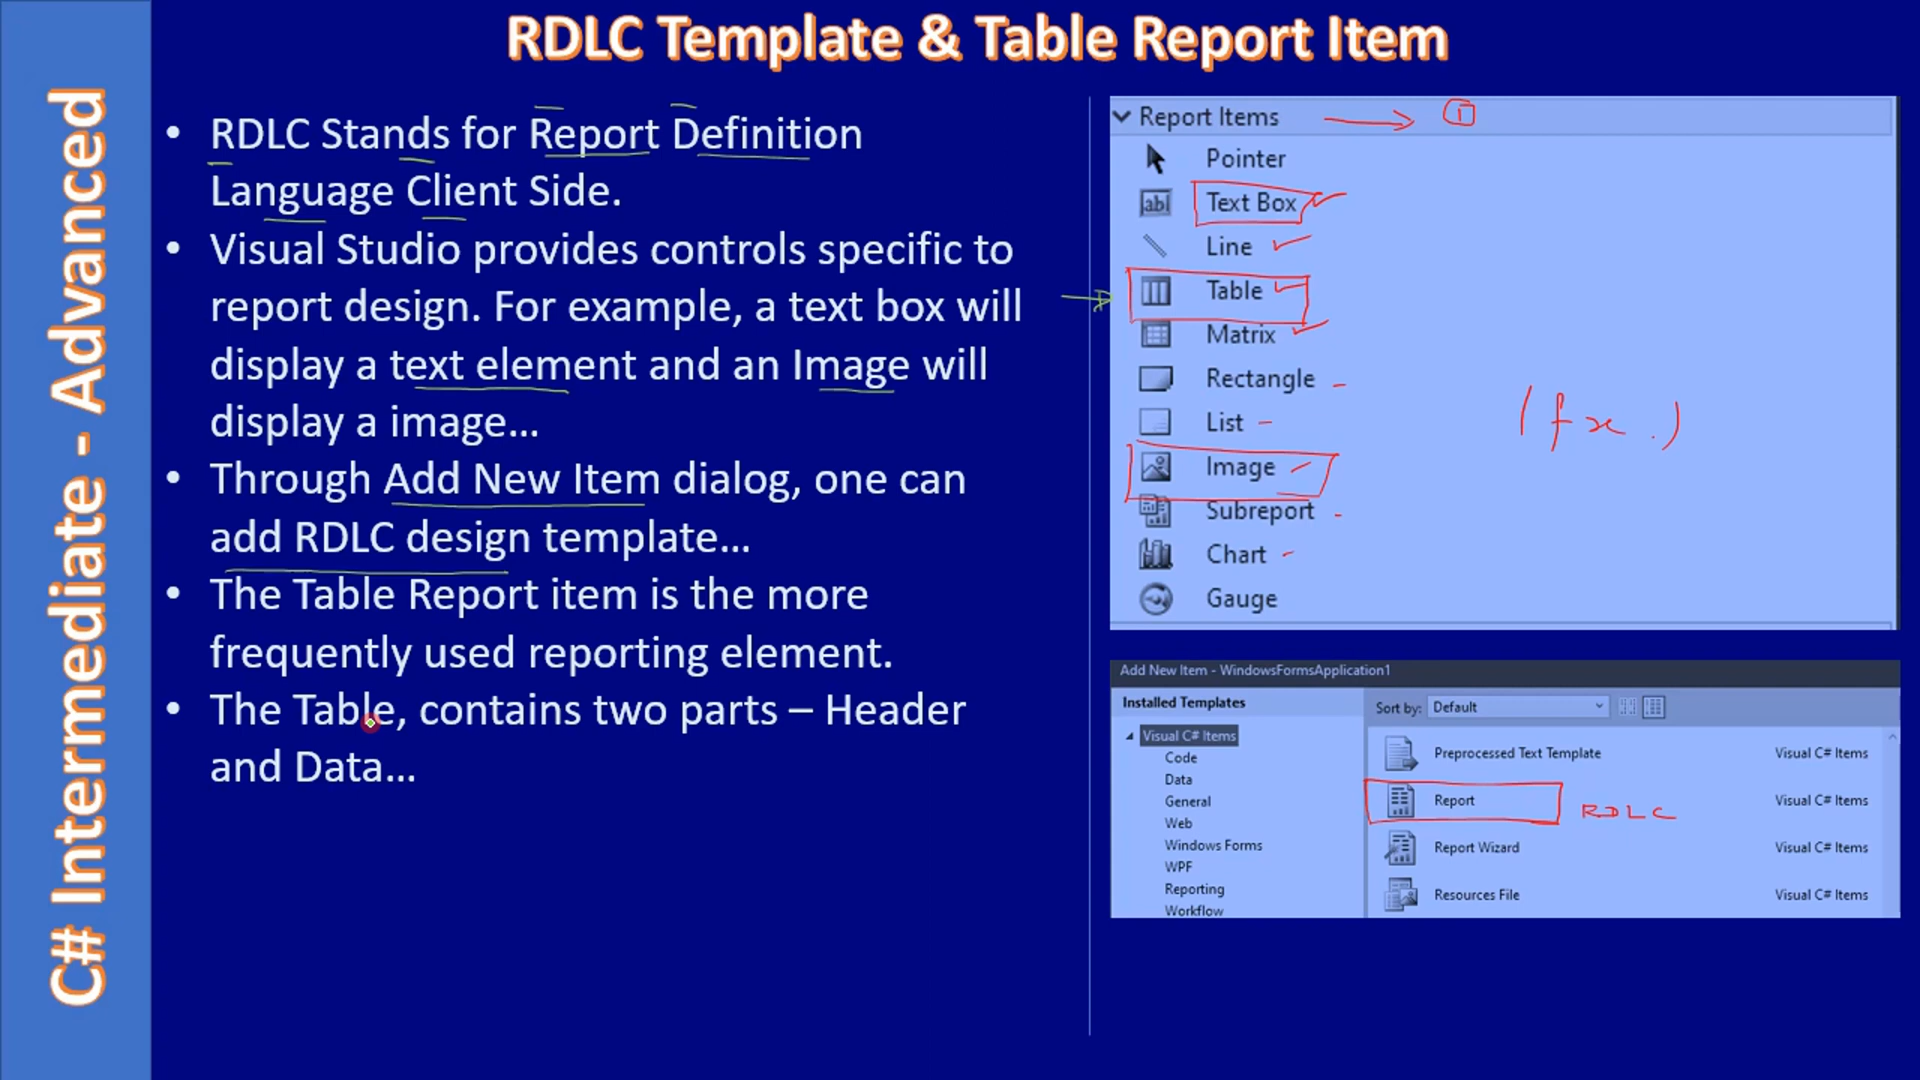 RDLC Template & Table Report Item
C# Intermediate - Advanced
• RDLC Stands for Report Definition
Language Client Side.
• Visual Studio provides controls specific to
report design. For example, a text box will
display a text element and an Image will
display a image...
• Through Add New Item dialog, one can
add RDLC design template...
• The Table Report item is the more
frequently used reporting element.
• The Table, contains two parts – Header
and Data...
Report Items 1
Pointer
abl Text Box
Line
Table
Matrix
Rectangle
List
Image
Subreport
Chart
Gauge
(fx.)
Add New Item - WindowsFormsApplication1
Installed Templates
Visual C# Items
Code
Data
General
Web
Windows Forms
WPF
Reporting
Workflow
Sort by: Default
Preprocessed Text Template Visual C# Items
Report RDLC Visual C# Items
Report Wizard Visual C# Items
Resources File Visual C# Items